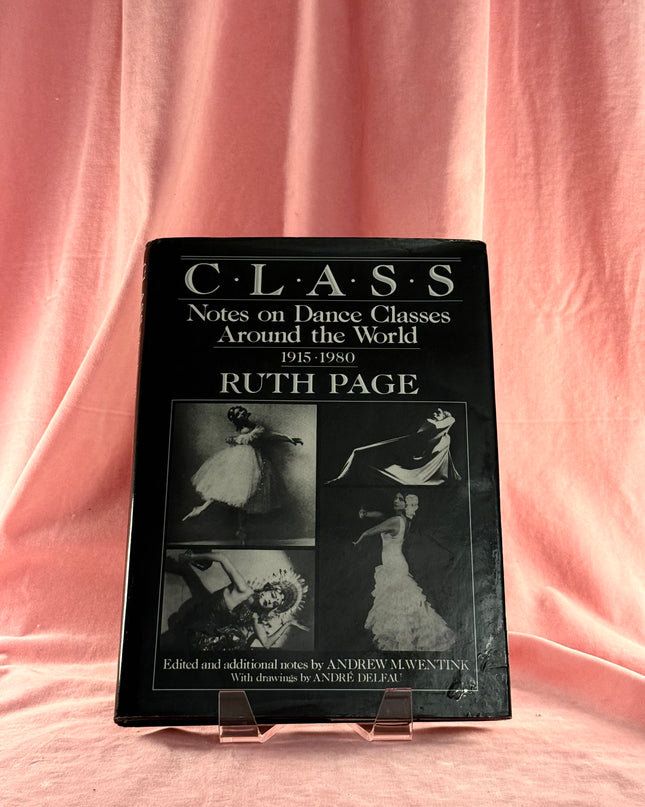 C·L·A·S·S
Notes on Dance Classes
Around the World
1915·1980
RUTH PAGE
Edited and additional notes by ANDREW M. WENTINK
With drawings by ANDRÉ DELFAU